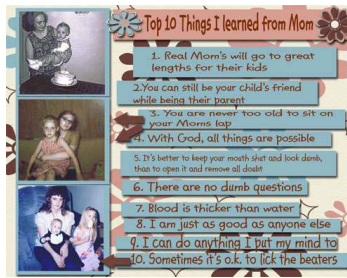 Top 10 Things I learned from Mom
1. Real Mom's will go to great
lengths for their kids
2.You can still be your child's friend
while being their parent
3. You are never too old to sit on
your Moms lap
4. With God, all things are possible
5. It's better to keep your mouth shut and look dumb,
than to open it and remove all doubt
6. There are no dumb questions
7. Blood is thicker than water
8. I am just as good as anyone else
9. I can do anything I put my mind to
10. Sometimes it's o.k. to lick the beaters